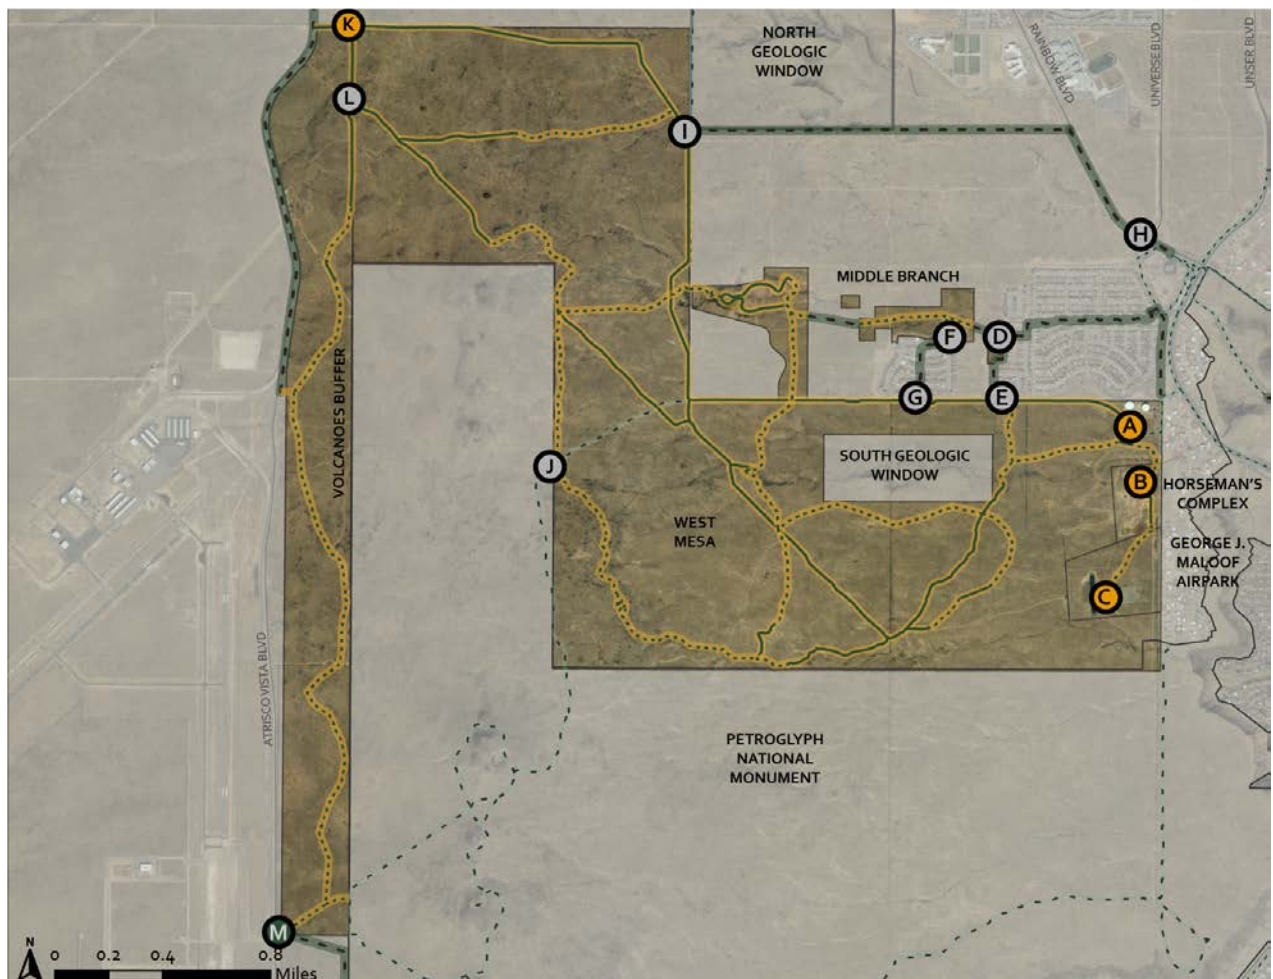 K
NORTH
GEOLOGIC
WINDOW
RAINBOW BLVD
UNIVERSE BLVD
UNSER BLVD
L
I
H
MIDDLE BRANCH
F
D
VOLCANOES BUFFER
G
E
A
J
SOUTH GEOLOGIC
WINDOW
B
HORSEMAN'S
COMPLEX
WEST
MESA
GEORGE J.
MALOOF
AIRPARK
C
ATRISCO VISTA BLVD
PETROGLYPH
NATIONAL
MONUMENT
M
N
0 0.2 0.4 0.8
Miles